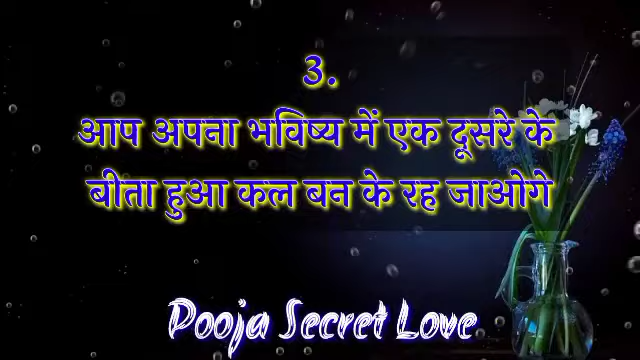 3.
आप अपना भविष्य में एक दूसरे के
बीता हुआ कल बन के रह जाओगे
Pooja Secret Love